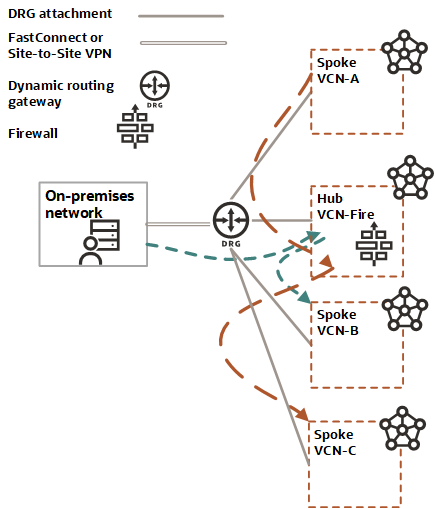 DRG attachment
FastConnect or
Site-to-Site VPN
Dynamic routing
gateway
DRG
Firewall
Spoke
VCN-A
On-premises
network
DRG
Hub
VCN-Fire
Spoke
VCN-B
Spoke
VCN-C